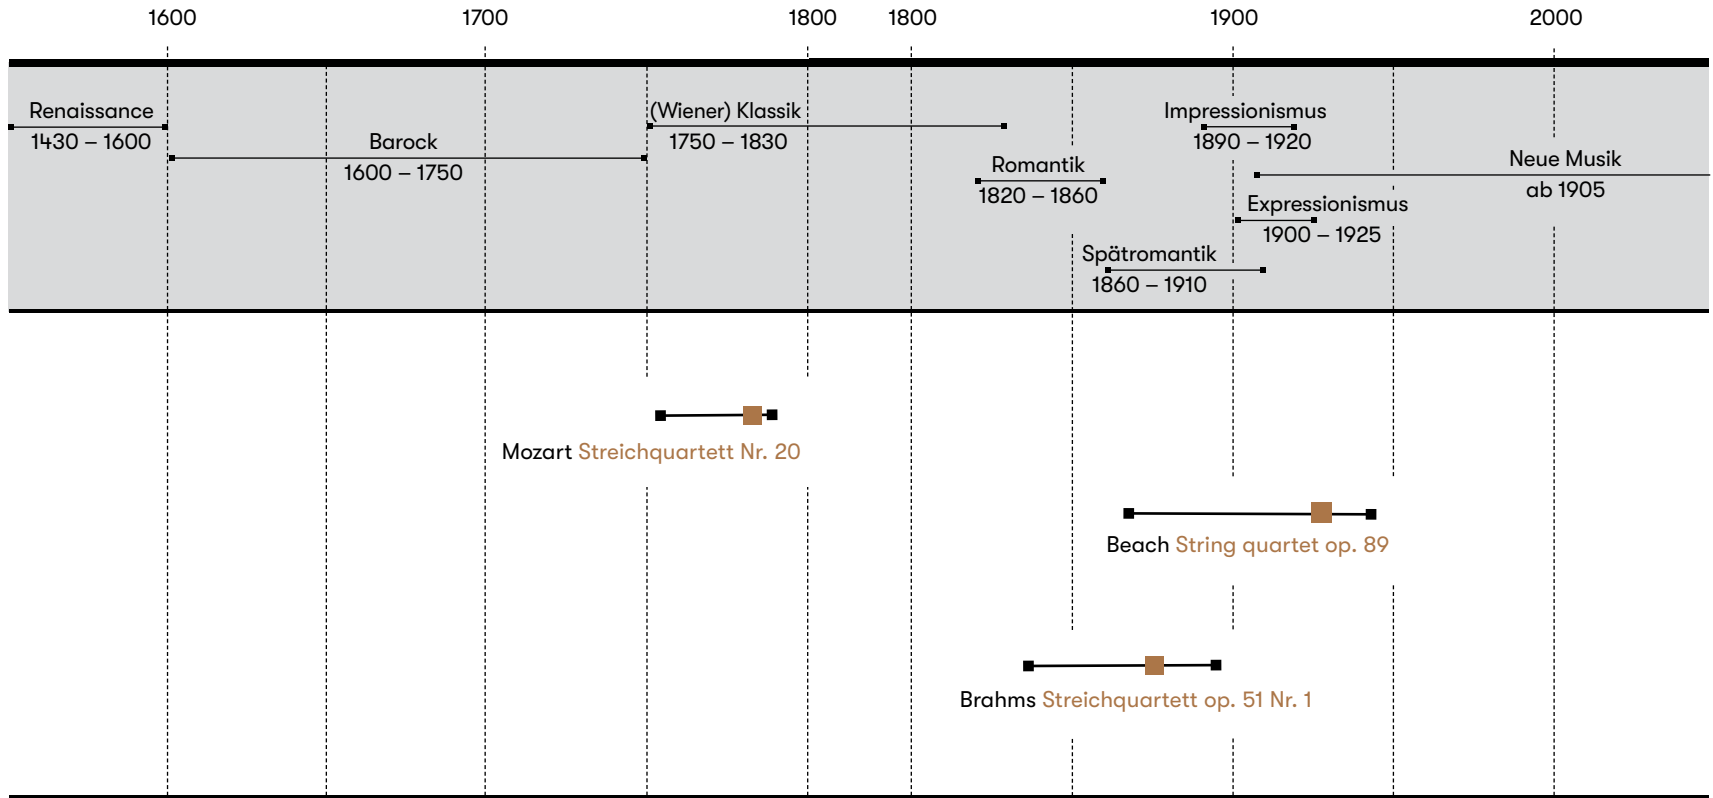 1600 1700 1800 1800 1900 2000
Renaissance
1430 – 1600
Barock
1600 – 1750
(Wiener) Klassik
1750 – 1830
Romantik
1820 – 1860
Spätromantik
1860 – 1910
Impressionismus
1890 – 1920
Expressionismus
1900 – 1925
Neue Musik
ab 1905
Mozart Streichquartett Nr. 20
Beach String quartet op. 89
Brahms Streichquartett op. 51 Nr. 1